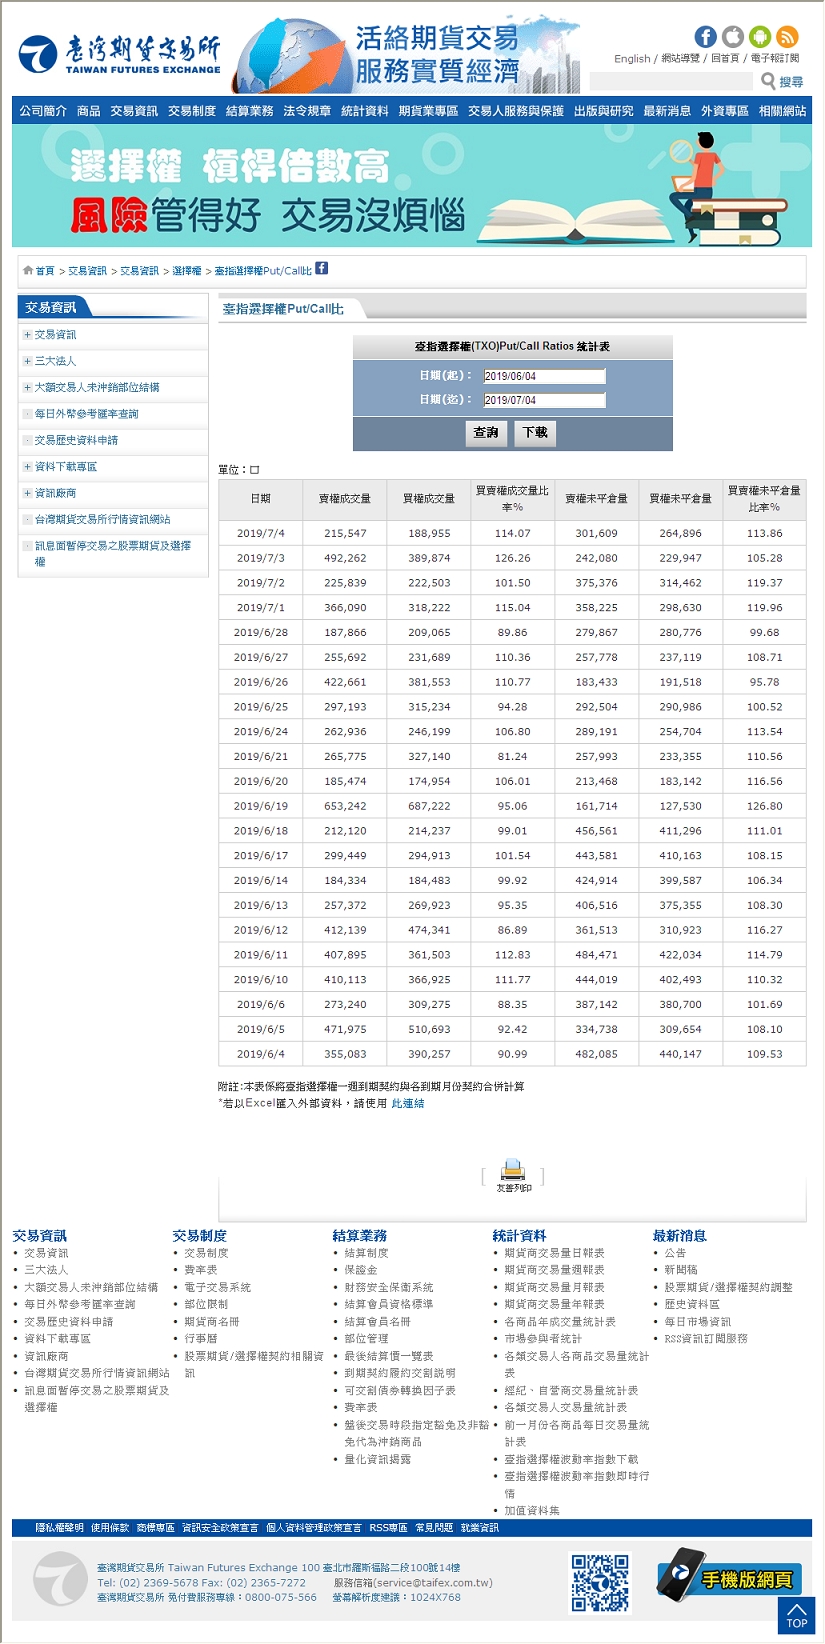 臺灣期貨交易所
TAIWAN FUTURES EXCHANGE
活絡期貨交易
服務實質經濟
English / 網站導覽 / 回首頁 / 電子報訂閱
搜尋
公司簡介 商品 交易資訊 交易制度 結算業務 法令規章 統計資料 期貨業專區 交易人服務與保護 出版與研究 最新消息 外資專區 相關網站
選擇權 槓桿倍數高
風險管得好 交易沒煩惱
首頁 > 交易資訊 > 交易資訊 > 選擇權 > 臺指選擇權Put/Call比
交易資訊
交易資訊
三大法人
大額交易人未沖銷部位結構
每日外幣參考匯率查詢
交易歷史資料申請
資料下載專區
資訊廠商
台灣期貨交易所行情資訊網站
訊息面暫停交易之股票期貨及選擇
權
臺指選擇權Put/Call比
臺指選擇權(TXO)Put/Call Ratios 統計表
日期(起)： 2019/06/04
日期(迄)： 2019/07/04
查詢 下載
單位：口
日期 賣權成交量 買權成交量 買賣權成交量比率% 賣權未平倉量 買權未平倉量 買賣權未平倉量比率%
2019/7/4 215,547 188,955 114.07 301,609 264,896 113.86
2019/7/3 492,262 389,874 126.26 242,080 229,947 105.28
2019/7/2 225,839 222,503 101.50 375,376 314,462 119.37
2019/7/1 366,090 318,222 115.04 358,225 298,630 119.96
2019/6/28 187,866 209,065 89.86 279,867 280,776 99.68
2019/6/27 255,692 231,689 110.36 257,778 237,119 108.71
2019/6/26 422,661 381,553 110.77 183,433 191,518 95.78
2019/6/25 297,193 315,234 94.28 292,504 290,986 100.52
2019/6/24 262,936 246,199 106.80 289,191 254,704 113.54
2019/6/21 265,775 327,140 81.24 257,993 233,355 110.56
2019/6/20 185,474 174,954 106.01 213,468 183,142 116.56
2019/6/19 653,242 687,222 95.06 161,714 127,530 126.80
2019/6/18 212,120 214,237 99.01 456,561 411,296 111.01
2019/6/17 299,449 294,913 101.54 443,581 410,163 108.15
2019/6/14 184,334 184,483 99.92 424,914 399,587 106.34
2019/6/13 257,372 269,923 95.35 406,516 375,355 108.30
2019/6/12 412,139 474,341 86.89 361,513 310,923 116.27
2019/6/11 407,895 361,503 112.83 484,471 422,034 114.79
2019/6/10 410,113 366,925 111.77 444,019 402,493 110.32
2019/6/6 273,240 309,275 88.35 387,142 380,700 101.69
2019/6/5 471,975 510,693 92.42 334,738 309,654 108.10
2019/6/4 355,083 390,257 90.99 482,085 440,147 109.53
附註:本表係將臺指選擇權一週到期契約與各到期月份契約合併計算
*若以Excel匯入外部資料，請使用 此連結
[ 友善列印 ]
交易資訊
• 交易資訊
• 三大法人
• 大額交易人未沖銷部位結構
• 每日外幣參考匯率查詢
• 交易歷史資料申請
• 資料下載專區
• 資訊廠商
• 台灣期貨交易所行情資訊網站
• 訊息面暫停交易之股票期貨及
選擇權
交易制度
• 交易制度
• 費率表
• 電子交易系統
• 部位限制
• 期貨商名冊
• 行事曆
• 股票期貨/選擇權契約相關資
訊
結算業務
• 結算制度
• 保證金
• 財務安全保衛系統
• 結算會員資格標準
• 結算會員名冊
• 部位管理
• 最後結算價一覽表
• 到期契約履約交割說明
• 可交割債券轉換因子表
• 費率表
• 盤後交易時段指定豁免及非豁
免代為沖銷商品
• 量化資訊揭露
統計資料
• 期貨商交易量日報表
• 期貨商交易量週報表
• 期貨商交易量月報表
• 期貨商交易量年報表
• 各商品年成交量統計表
• 市場參與者統計
• 各類交易人各商品交易量統計
表
• 經紀、自營商交易量統計表
• 各類交易人交易量統計表
• 前一月份各商品每日交易量統
計表
• 臺指選擇權波動率指數下載
• 臺指選擇權波動率指數即時行
情
• 加值資料集
最新消息
• 公告
• 新聞稿
• 股票期貨/選擇權契約調整
• 歷史資料區
• 每日市場資訊
• RSS資訊訂閱服務
隱私權聲明 使用條款 商標專區 資訊安全政策宣言 個人資料管理政策宣言 RSS專區 常見問題 就業資訊
臺灣期貨交易所 Taiwan Futures Exchange 100 臺北市羅斯福路二段100號14樓
Tel: (02) 2369-5678 Fax: (02) 2365-7272 服務信箱(service@taifex.com.tw)
臺灣期貨交易所 免付費服務專線：0800-075-566 螢幕解析度建議：1024X768
手機版網頁
TOP